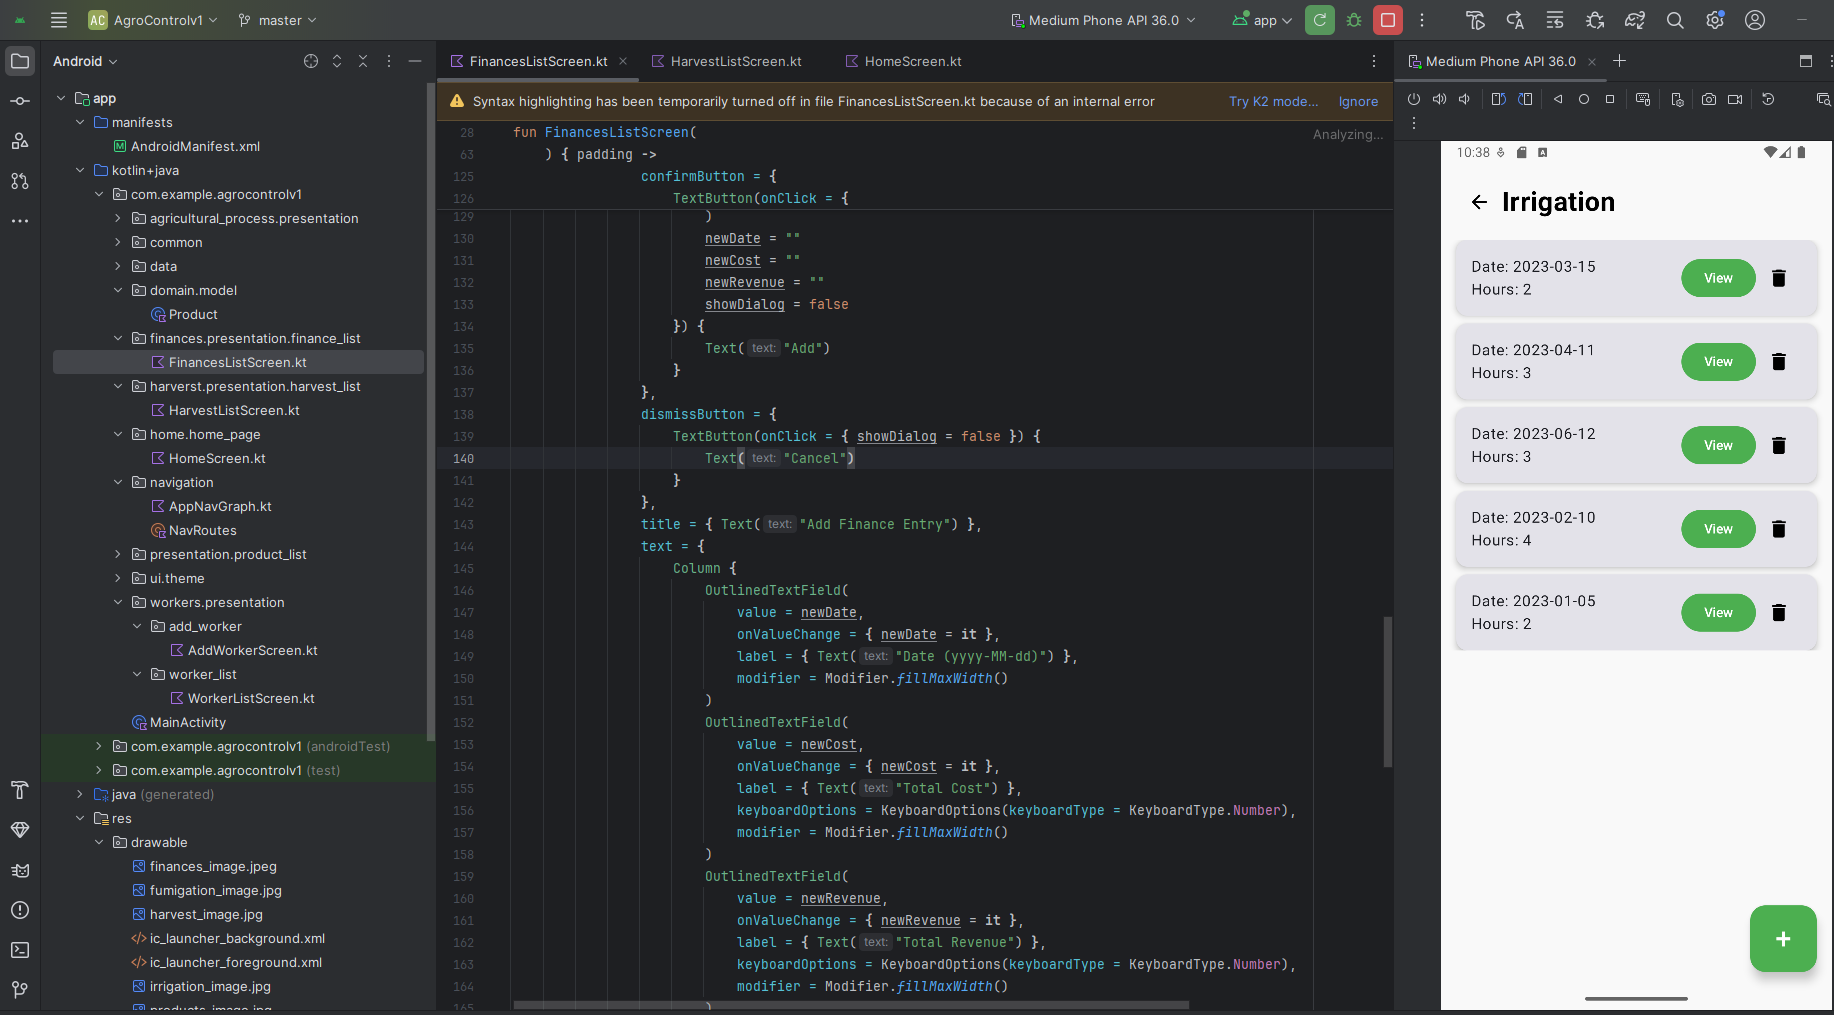 AC AgroControlv1 master Medium Phone API 36.0 app
Android
app
manifests
AndroidManifest.xml
kotlin+java
com.example.agrocontrolv1
agricultural_process.presentation
common
data
domain.model
Product
finances.presentation.finance_list
FinancesListScreen.kt
harverst.presentation.harvest_list
HarvestListScreen.kt
home.home_page
HomeScreen.kt
navigation
AppNavGraph.kt
NavRoutes
presentation.product_list
ui.theme
workers.presentation
add_worker
AddWorkerScreen.kt
worker_list
WorkerListScreen.kt
MainActivity
com.example.agrocontrolv1 (androidTest)
com.example.agrocontrolv1 (test)
java (generated)
res
drawable
finances_image.jpeg
fumigation_image.jpg
harvest_image.jpg
ic_launcher_background.xml
ic_launcher_foreground.xml
irrigation_image.jpg
products_image.jpg
FinancesListScreen.kt HarvestListScreen.kt HomeScreen.kt
Syntax highlighting has been temporarily turned off in file FinancesListScreen.kt because of an internal error Try K2 mode... Ignore
Analyzing...
28 fun FinancesListScreen(
63 ) { padding ->
125 confirmButton = {
126 TextButton(onClick = {
129 )
130 newDate = ""
131 newCost = ""
132 newRevenue = ""
133 showDialog = false
134 }) {
135 Text( text: "Add")
136 }
137 },
138 dismissButton = {
139 TextButton(onClick = { showDialog = false }) {
140 Text( text: "Cancel")
141 }
142 },
143 title = { Text( text: "Add Finance Entry") },
144 text = {
145 Column {
146 OutlinedTextField(
147 value = newDate,
148 onValueChange = { newDate = it },
149 label = { Text( text: "Date (yyyy-MM-dd)") },
150 modifier = Modifier.fillMaxWidth()
151 )
152 OutlinedTextField(
153 value = newCost,
154 onValueChange = { newCost = it },
155 label = { Text( text: "Total Cost") },
156 keyboardOptions = KeyboardOptions(keyboardType = KeyboardType.Number),
157 modifier = Modifier.fillMaxWidth()
158 )
159 OutlinedTextField(
160 value = newRevenue,
161 onValueChange = { newRevenue = it },
162 label = { Text( text: "Total Revenue") },
163 keyboardOptions = KeyboardOptions(keyboardType = KeyboardType.Number),
164 modifier = Modifier.fillMaxWidth()
165 )
Medium Phone API 36.0
10:38
Irrigation
Date: 2023-03-15
Hours: 2
View
Date: 2023-04-11
Hours: 3
View
Date: 2023-06-12
Hours: 3
View
Date: 2023-02-10
Hours: 4
View
Date: 2023-01-05
Hours: 2
View
+